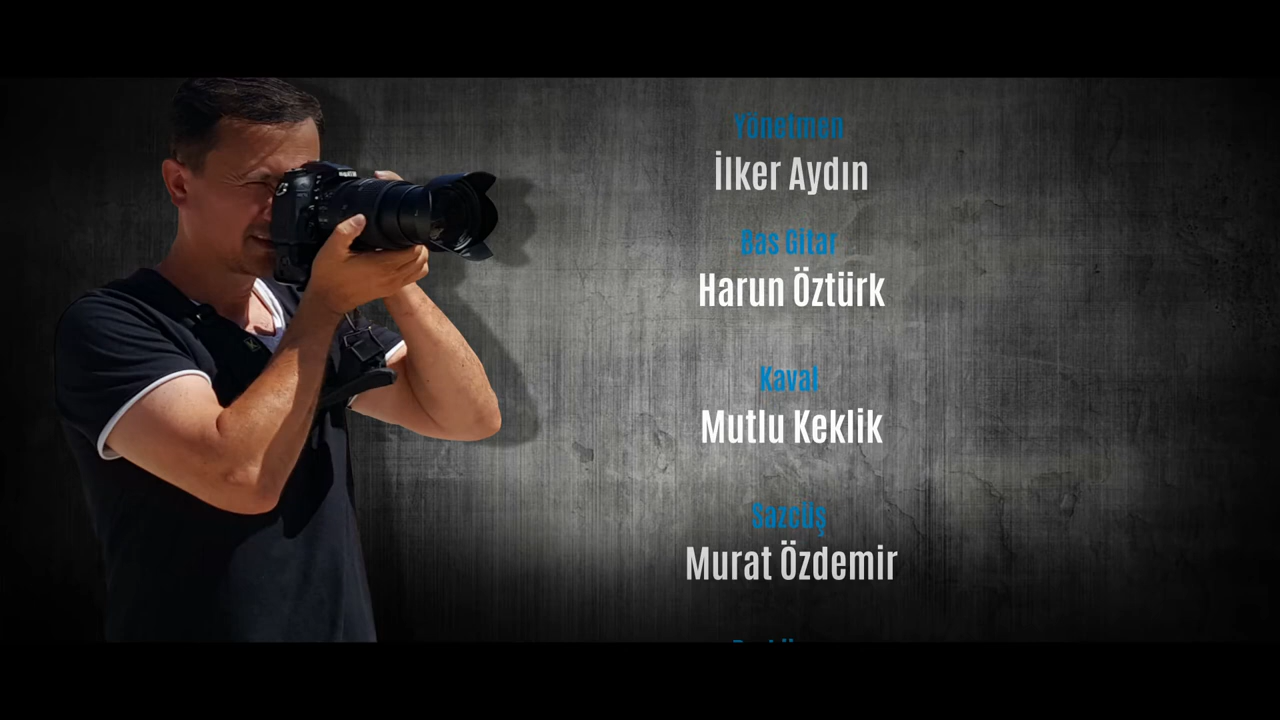 Yönetmen
İlker Aydın
Bas Gitar
Harun Öztürk
Kaval
Mutlu Keklik
Sazcüş
Murat Özdemir